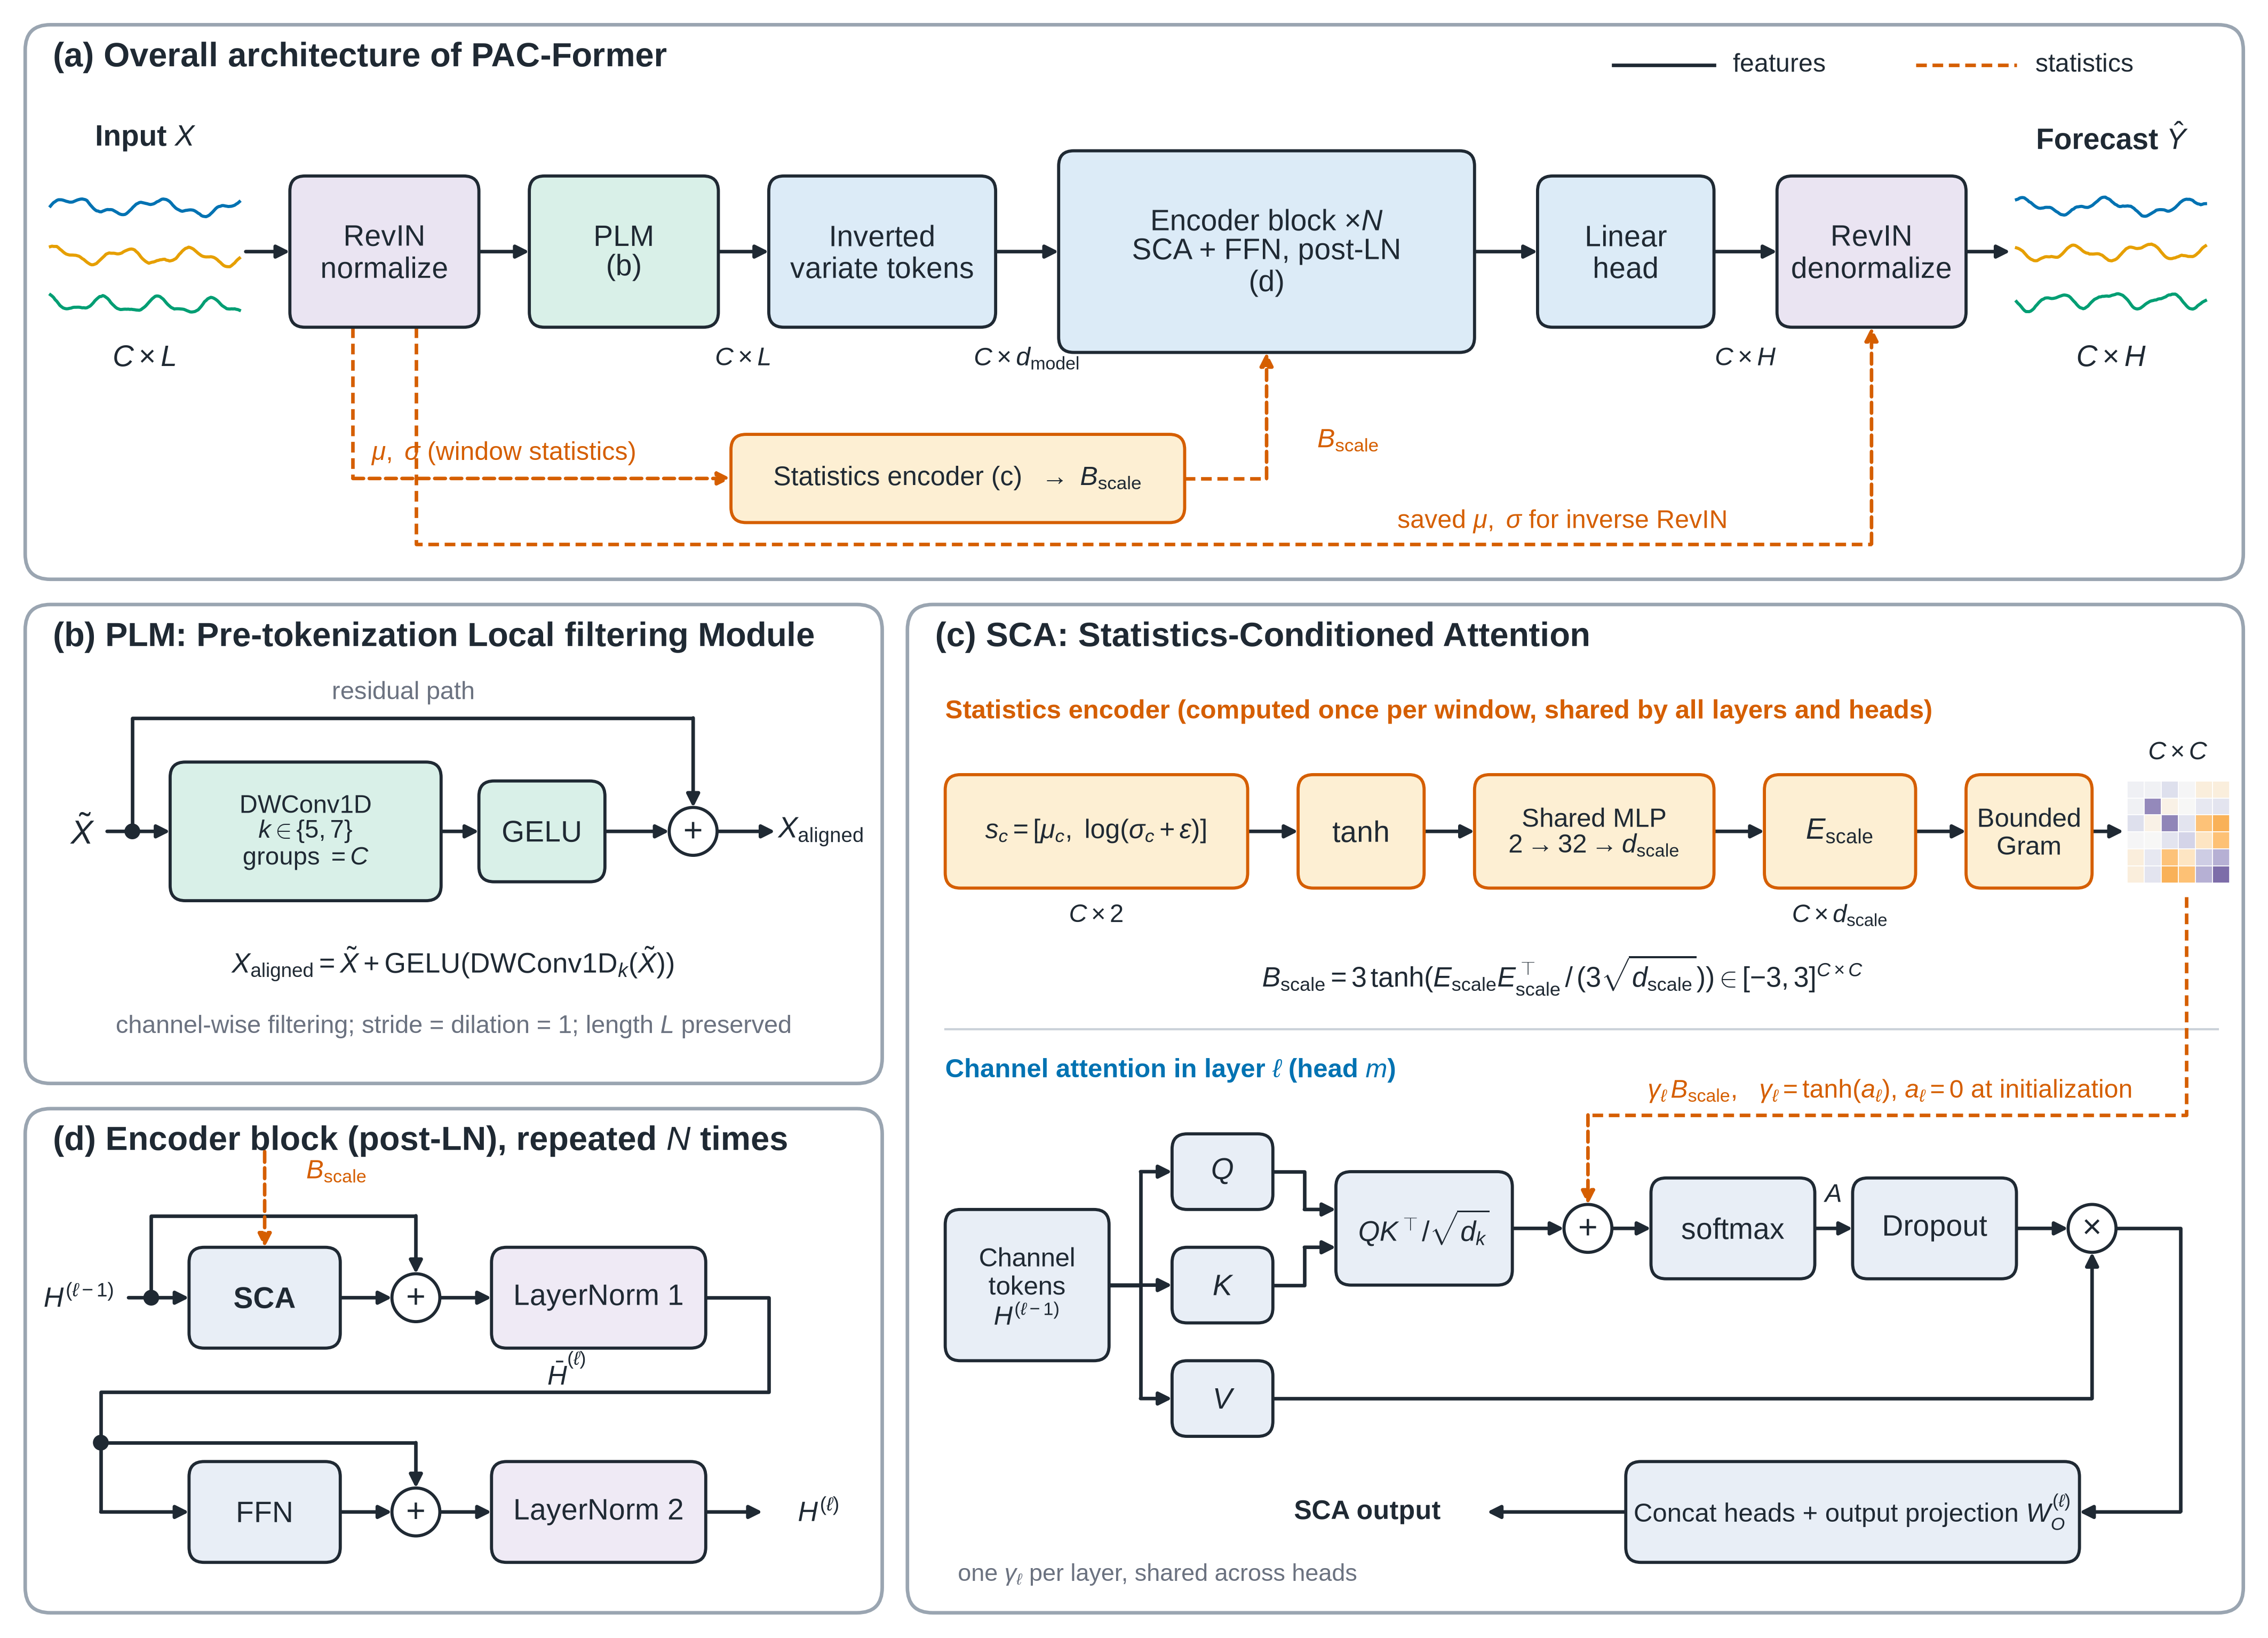 (a) Overall architecture of PAC-Former
features
statistics
Input X
Forecast Ŷ
RevIN
normalize
PLM
(b)
Inverted
variate tokens
Encoder block ×N
SCA + FFN, post-LN
(d)
Linear
head
RevIN
denormalize
C × L
C × L
C × d_model
C × H
C × H
μ, σ (window statistics)
Statistics encoder (c) → B_scale
B_scale
saved μ, σ for inverse RevIN
(b) PLM: Pre-tokenization Local filtering Module
residual path
X̃
DWConv1D
k ∈ {5, 7}
groups = C
GELU
+
X_aligned
X_aligned = X̃ + GELU(DWConv1D_k(X̃))
channel-wise filtering; stride = dilation = 1; length L preserved
(c) SCA: Statistics-Conditioned Attention
Statistics encoder (computed once per window, shared by all layers and heads)
C × C
s_c = [μ_c, log(σ_c + ε)]
tanh
Shared MLP
2 → 32 → d_scale
E_scale
Bounded
Gram
C × 2
C × d_scale
B_scale = 3 tanh(E_scale E_scale^⊤ / (3√d_scale)) ∈ [−3, 3]^{C × C}
Channel attention in layer ℓ (head m)
γ_ℓ B_scale, γ_ℓ = tanh(a_ℓ), a_ℓ = 0 at initialization
Channel
tokens
H^(ℓ−1)
Q
K
V
QK^⊤/√d_k
+
softmax
A
Dropout
×
Concat heads + output projection W_O^(ℓ)
SCA output
one γ_ℓ per layer, shared across heads
(d) Encoder block (post-LN), repeated N times
B_scale
H^(ℓ−1)
SCA
+
LayerNorm 1
H̄^(ℓ)
FFN
+
LayerNorm 2
H^(ℓ)